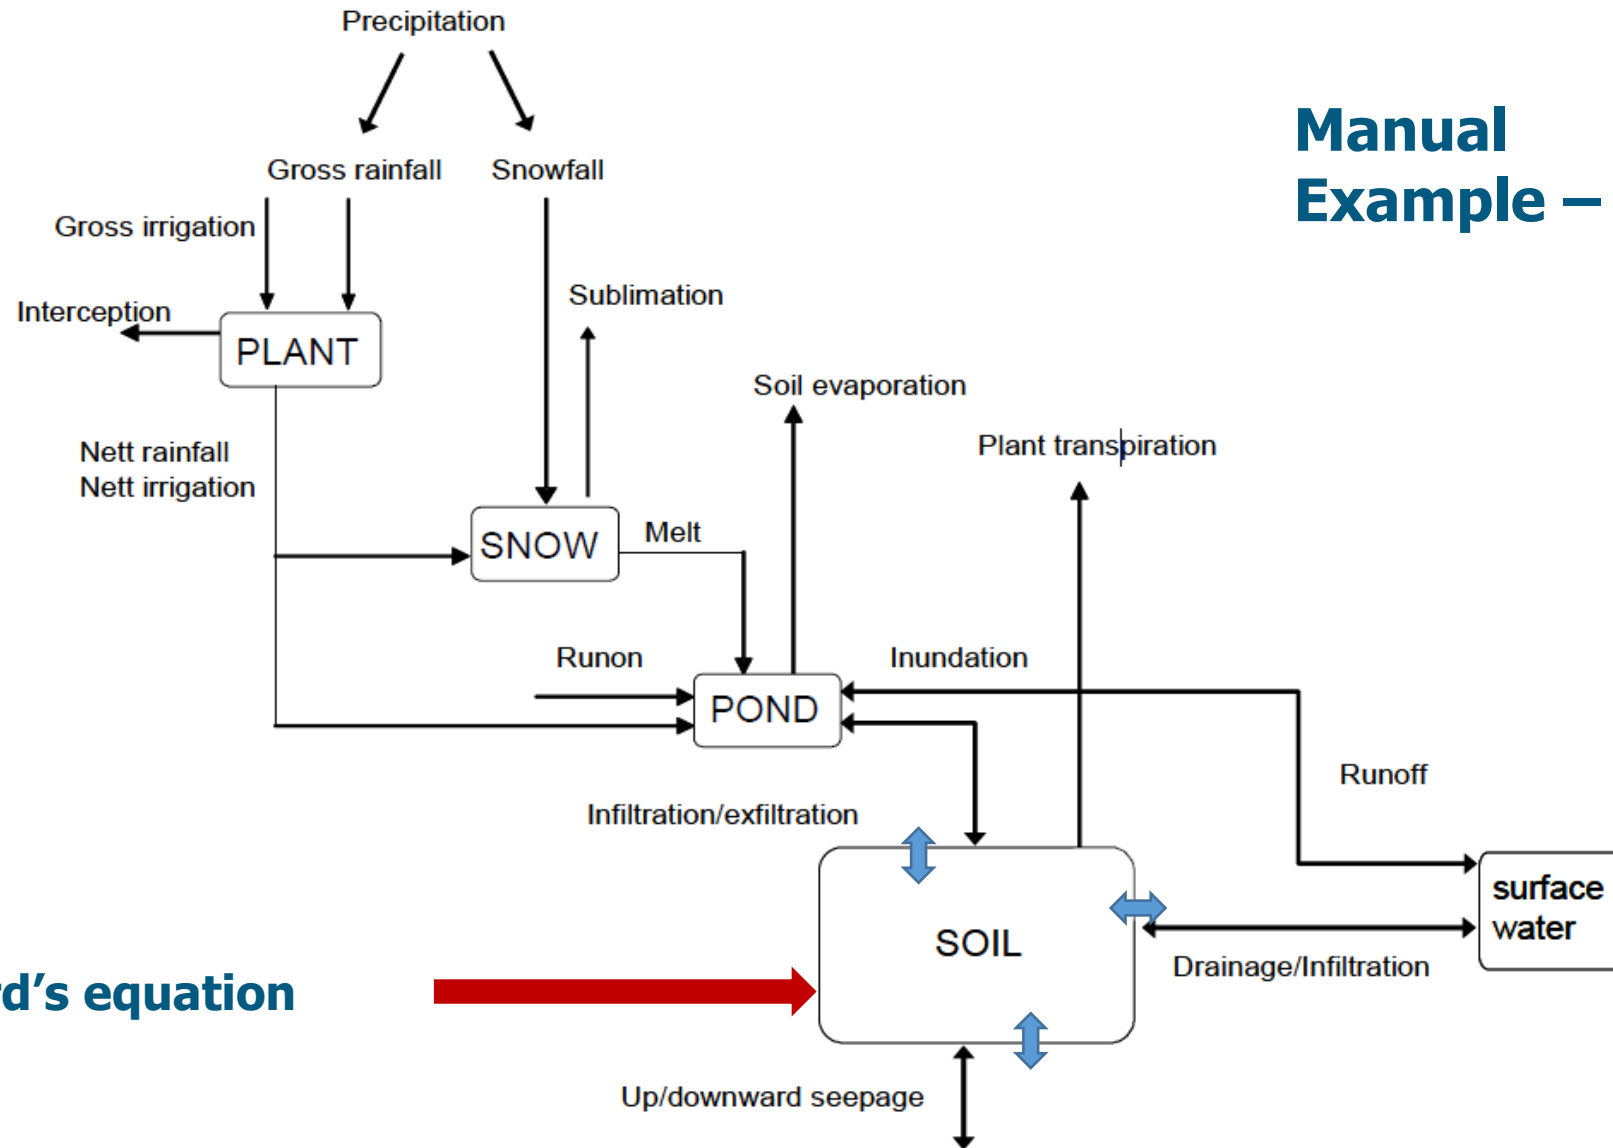 Precipitation
Manual
Example –
Gross rainfall
Snowfall
Gross irrigation
Interception
Sublimation
PLANT
Soil evaporation
Plant transpiration
Nett rainfall
Nett irrigation
SNOW
Melt
Runon
Inundation
POND
Runoff
Infiltration/exfiltration
surface
water
SOIL
Drainage/Infiltration
rd’s equation
Up/downward seepage